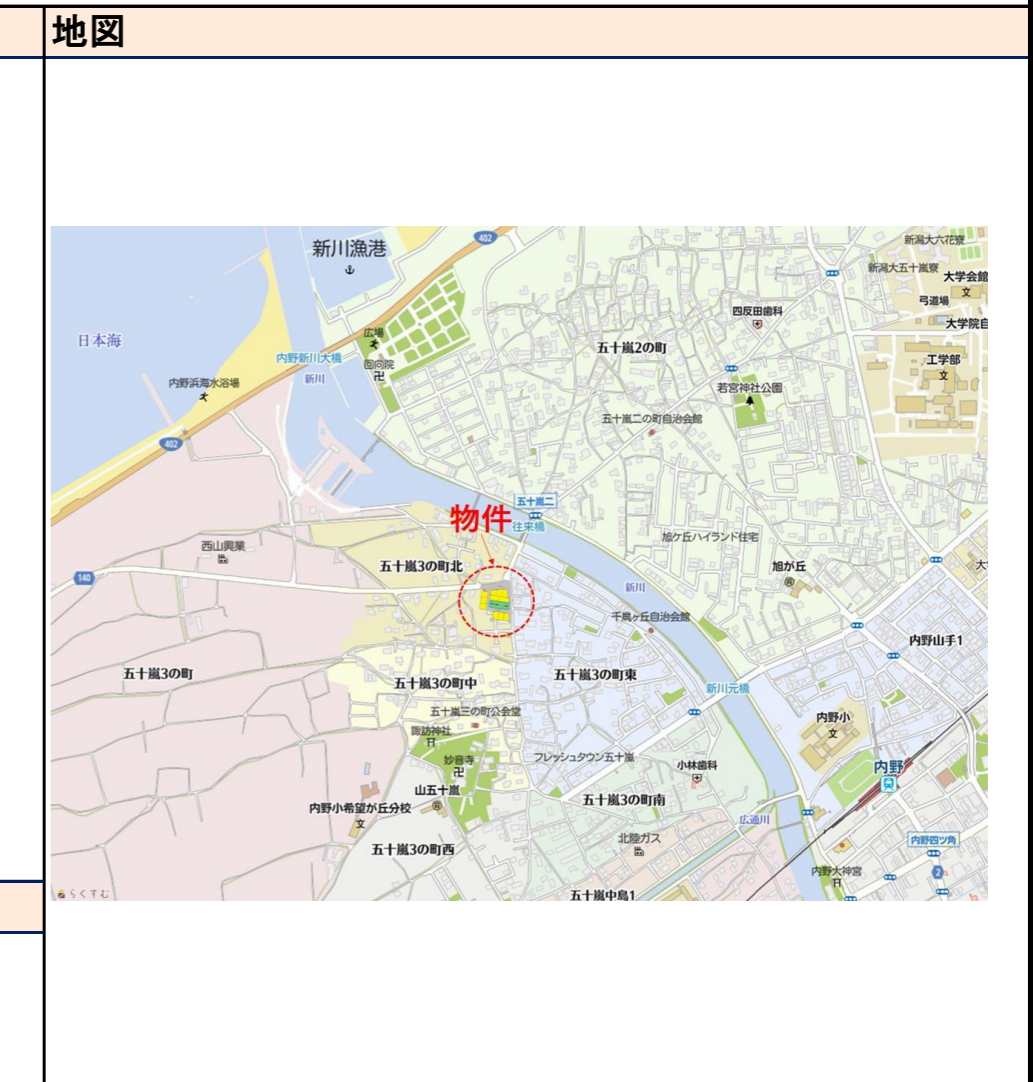 地図
402
新川漁港
新潟大六花寮
新潟大五十嵐寮
大学会館
文
弓道場
大学院自
四反田歯科
日本海
広場
五十嵐2の町
工学部
文
内野新川大橋
回向院
卍
新川
内野浜海水浴場
若宮神社公園
五十嵐二の町自治会館
402
五十嵐二
物件
往来橋
旭ケ丘ハイランド住宅
西山興業
五十嵐3の町北
旭が丘
大
140
新川
千鳥ヶ丘自治会館
内野山手1
五十嵐3の町
五十嵐3の町中
五十嵐3の町東
新川元橋
五十嵐三の町公会堂
内野小
文
諏訪神社
妙音寺
卍
フレッシュタウン五十嵐
小林歯科
内野
山五十嵐
五十嵐3の町南
内野小希望が丘分校
文
広通川
北陸ガス
内野四ツ角
五十嵐3の町西
内野大神宮
2
らくすむ
五十嵐中島1